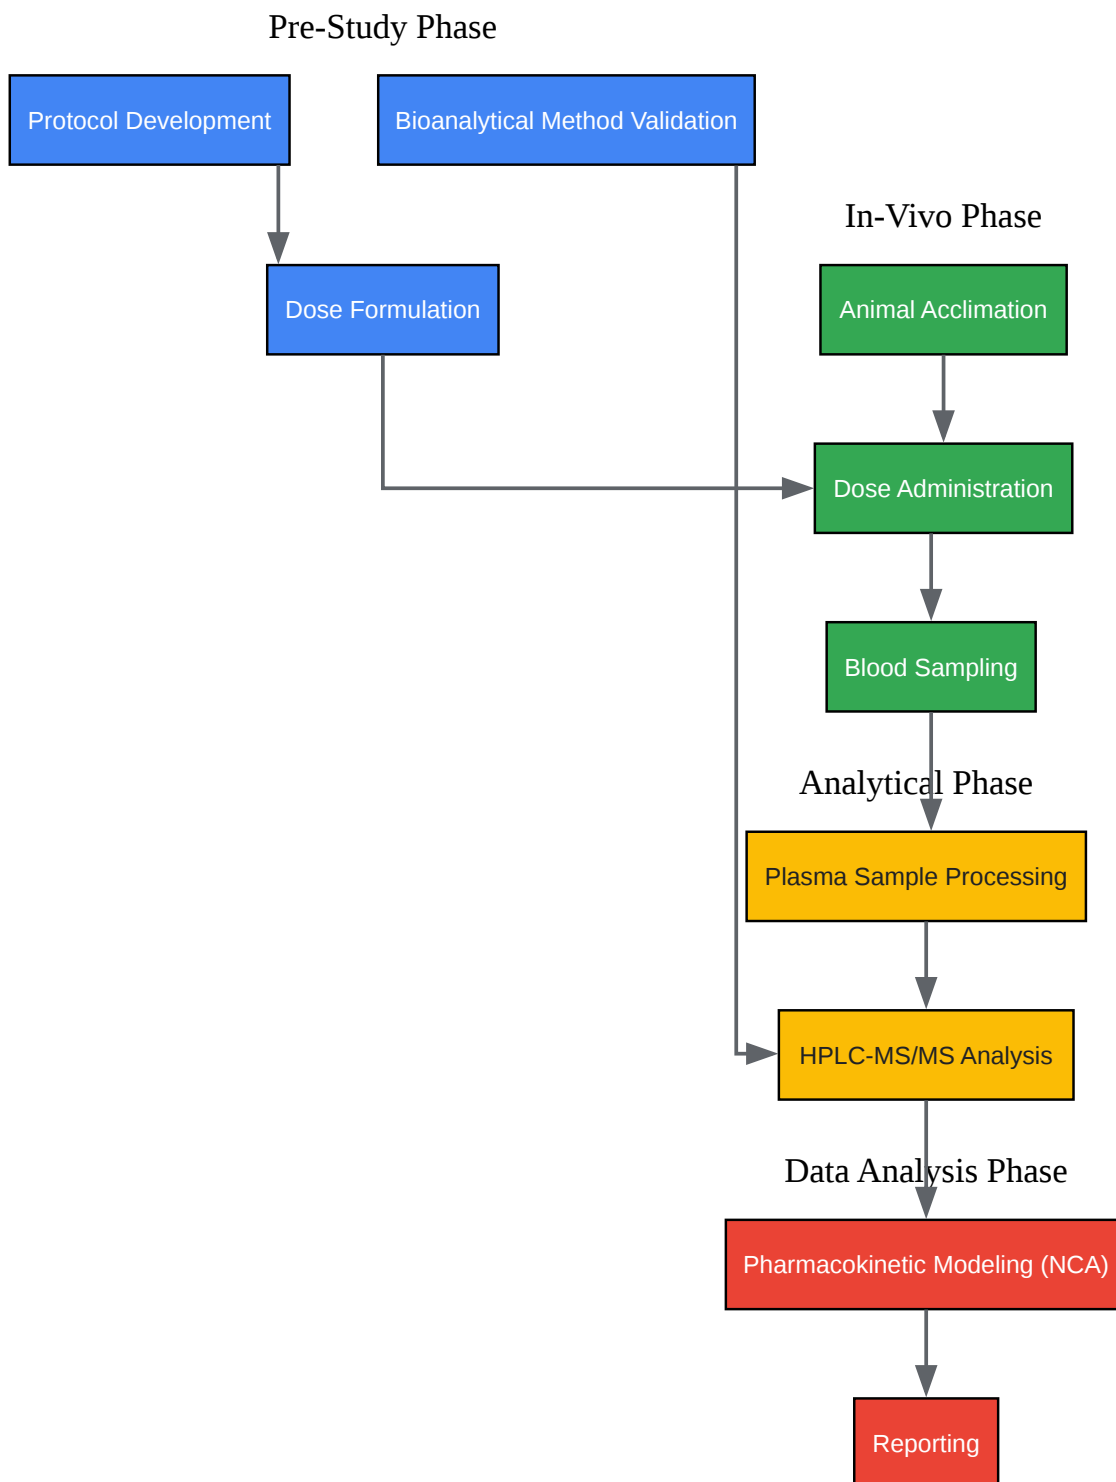 Pre-Study Phase
Protocol Development
Bioanalytical Method Validation
In-Vivo Phase
Dose Formulation
Animal Acclimation
Dose Administration
Blood Sampling
Analytical Phase
Plasma Sample Processing
HPLC-MS/MS Analysis
Data Analysis Phase
Pharmacokinetic Modeling (NCA)
Reporting